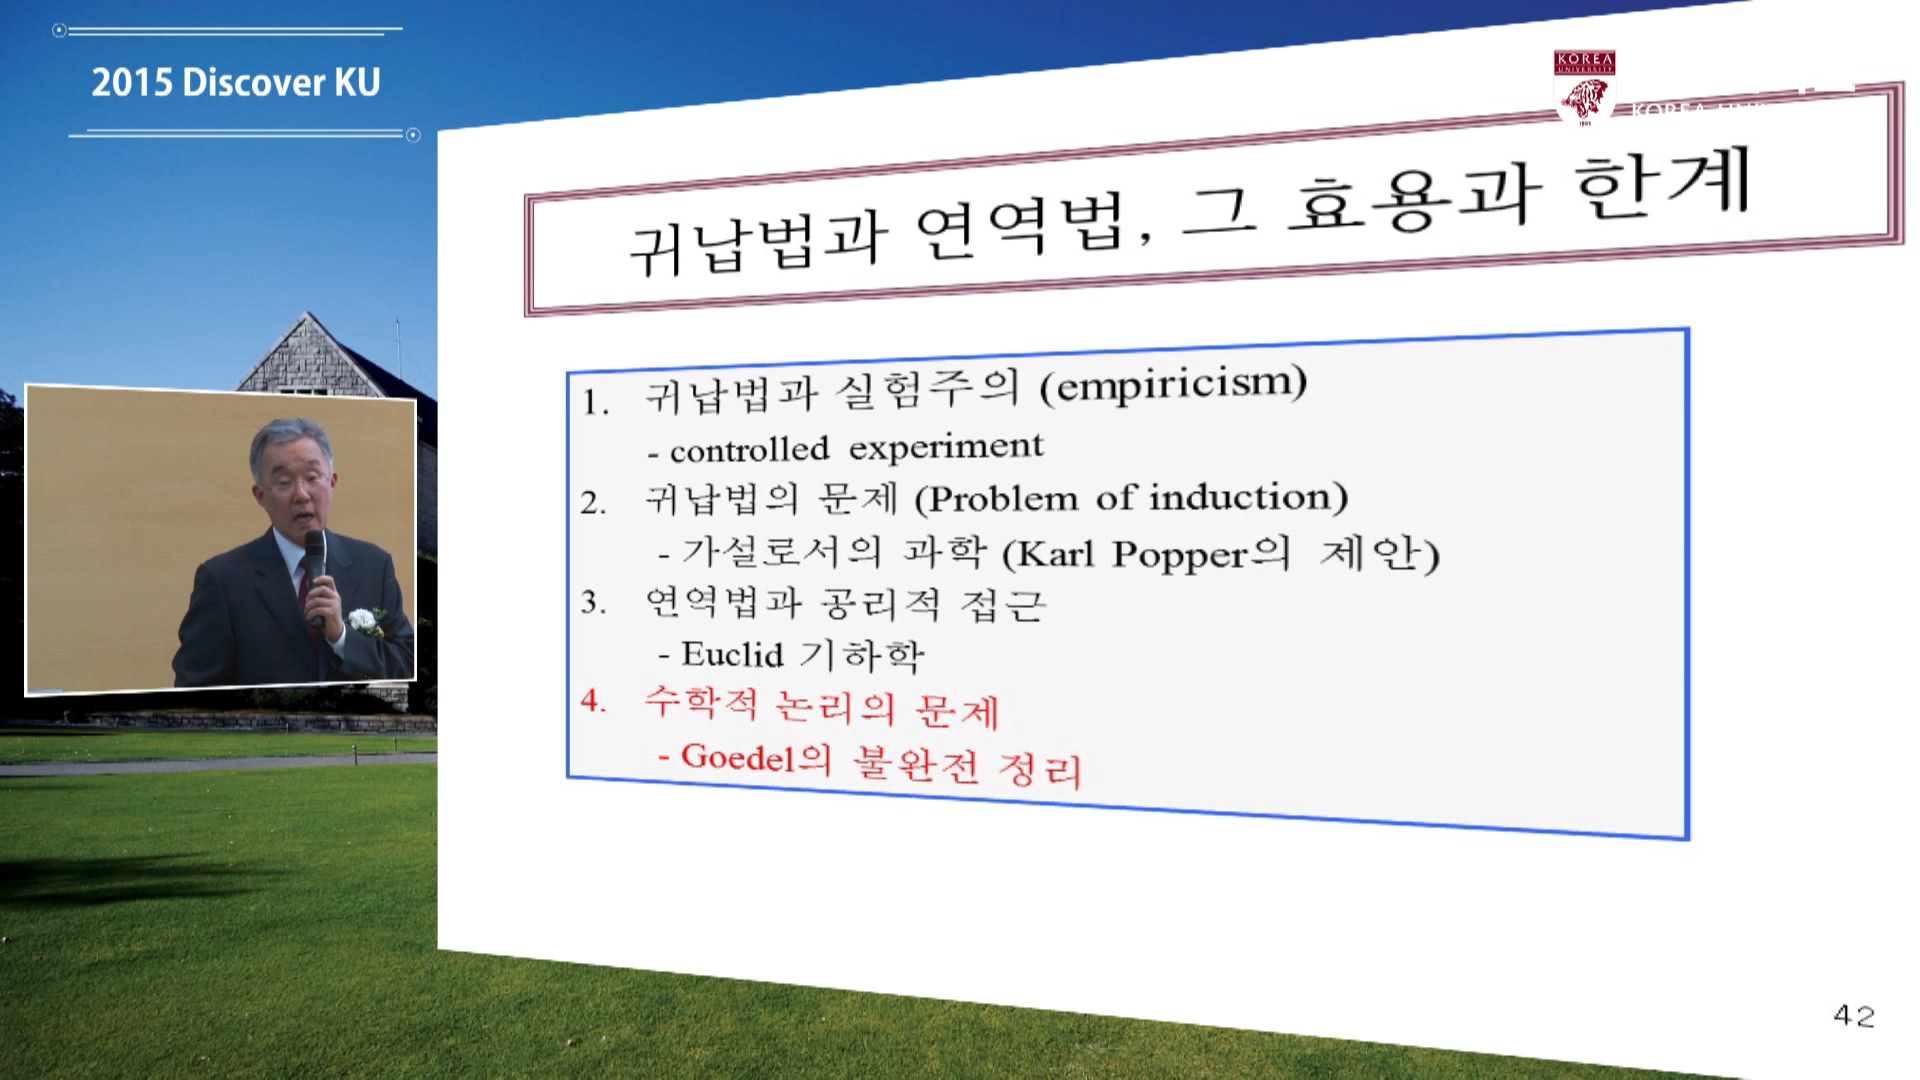 2015 Discover KU
KOREA
UNIVERSITY
귀납법과 연역법, 그 효용과 한계
1. 귀납법과 실험주의 (empiricism)
- controlled experiment
2. 귀납법의 문제 (Problem of induction)
- 가설로서의 과학 (Karl Popper의 제안)
3. 연역법과 공리적 접근
- Euclid 기하학
4. 수학적 논리의 문제
- Goedel의 불완전 정리
42